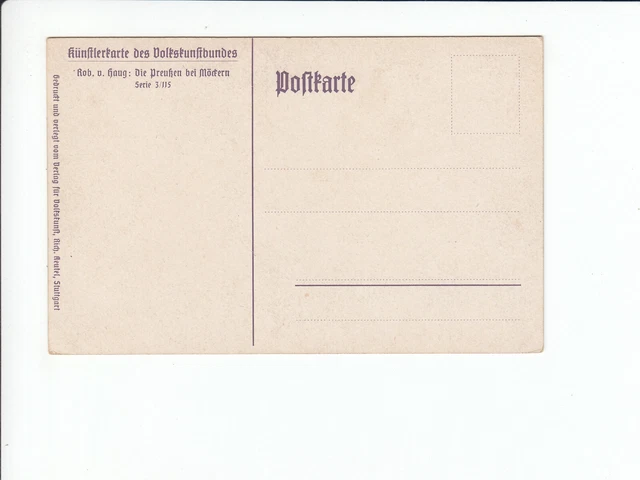 Künstlerkarte des Volkskunstbundes
Rob. v. Haug: Die Preußen bei Möckern
Serie 3/115
Postkarte
Gedruckt und verlegt vom Verlag für Volkskunst, Rich. Keutel, Stuttgart